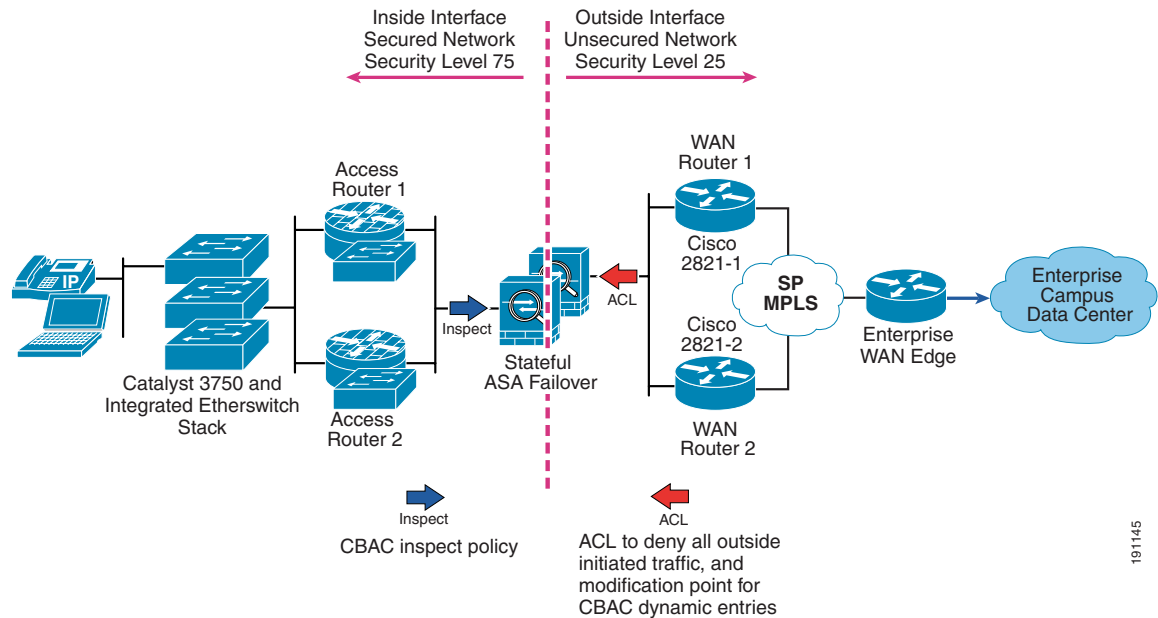 Inside Interface
Secured Network
Security Level 75
Outside Interface
Unsecured Network
Security Level 25
IP
Catalyst 3750 and
Integrated Etherswitch
Stack
Access
Router 1
Access
Router 2
Inspect
Stateful
ASA Failover
ACL
WAN
Router 1
Cisco
2821-1
Cisco
2821-2
WAN
Router 2
SP
MPLS
Enterprise
WAN Edge
Enterprise
Campus
Data Center
Inspect
CBAC inspect policy
ACL
ACL to deny all outside
initiated traffic, and
modification point for
CBAC dynamic entries
191145